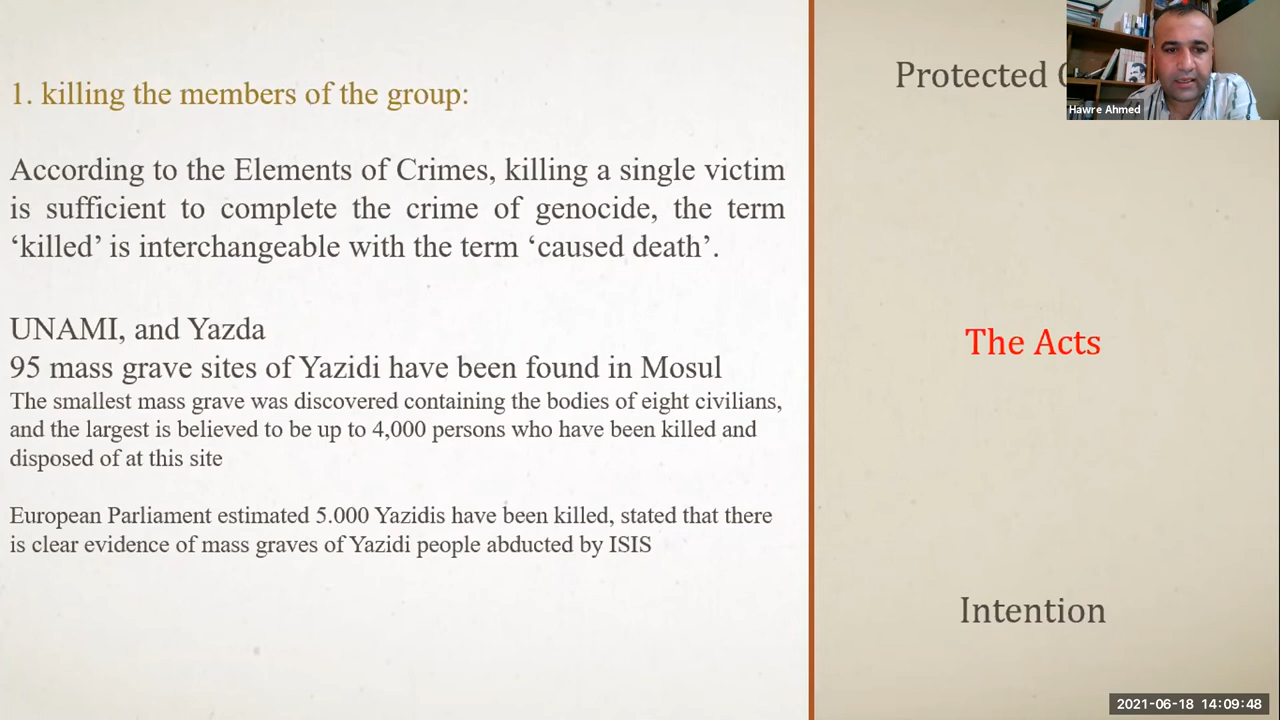 1. killing the members of the group:
According to the Elements of Crimes, killing a single victim
is sufficient to complete the crime of genocide, the term
‘killed’ is interchangeable with the term ‘caused death’.
UNAMI, and Yazda
95 mass grave sites of Yazidi have been found in Mosul
The smallest mass grave was discovered containing the bodies of eight civilians,
and the largest is believed to be up to 4,000 persons who have been killed and
disposed of at this site
European Parliament estimated 5.000 Yazidis have been killed, stated that there
is clear evidence of mass graves of Yazidi people abducted by ISIS
Protected
Hawre Ahmed
The Acts
Intention
2021-06-18 14:09:48